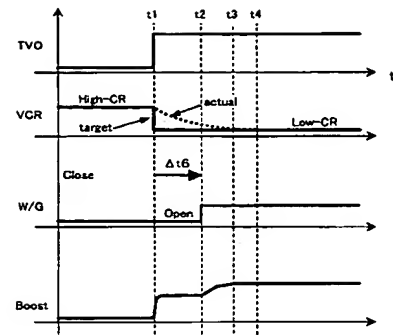 t1 t2 t3 t4
TVO
t
High-CR
actual
VCR
target
Low-CR
Close
Δt6
W/G
Open
Boost